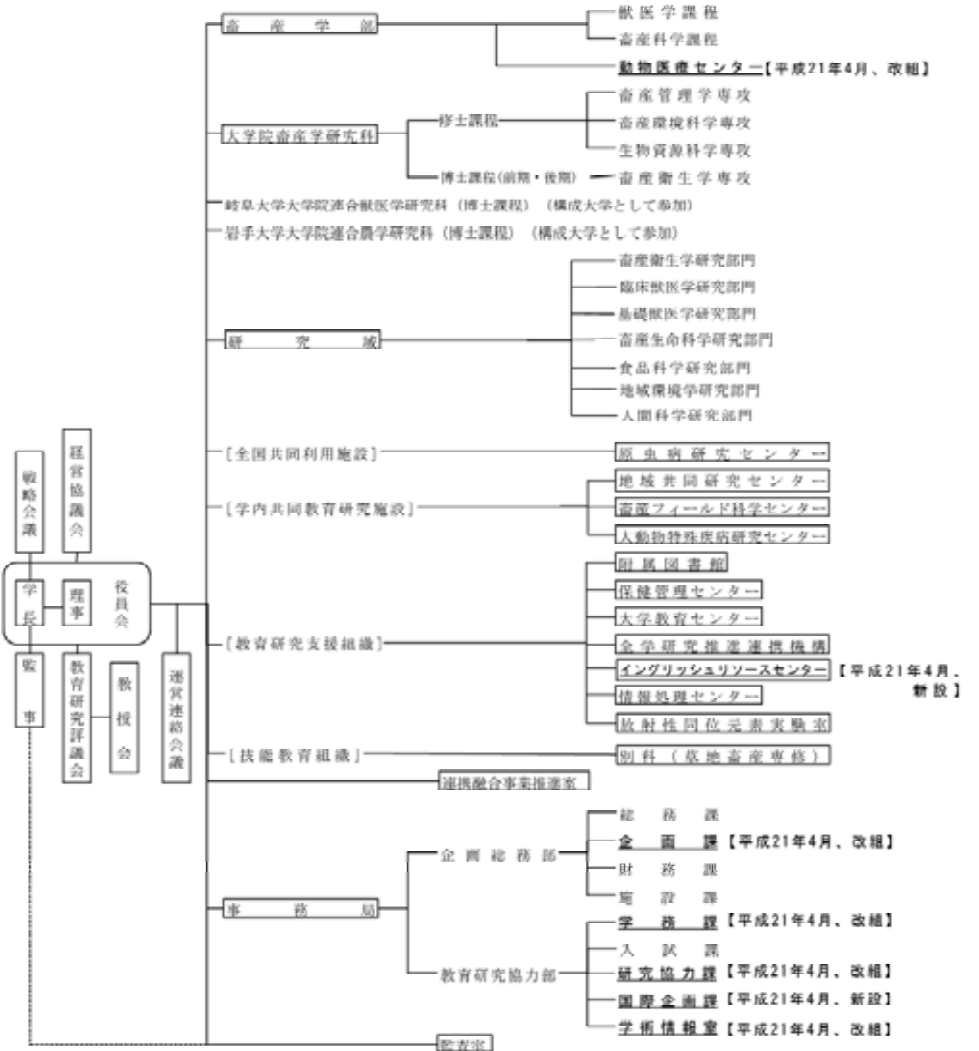 畜産学部
獣医学課程
畜産科学課程
動物医療センター【平成21年4月、改組】
大学院畜産学研究科
修士課程
畜産管理学専攻
畜産環境科学専攻
生物資源科学専攻
博士課程(前期・後期)
畜産衛生学専攻
岐阜大学大学院連合獣医学研究科（博士課程）（構成大学として参加）
岩手大学大学院連合農学研究科（博士課程）（構成大学として参加）
研究域
畜産衛生学研究部門
臨床獣医学研究部門
基礎獣医学研究部門
畜産生命科学研究部門
食品科学研究部門
地域環境学研究部門
人間科学研究部門
[全国共同利用施設]
原虫病研究センター
[学内共同教育研究施設]
地域共同研究センター
畜産フィールド科学センター
大動物特殊疾病研究センター
戦略会議
経営協議会
学長
理事
役員会
監事
教育研究評議会
教授会
運営連絡会議
[教育研究支援組織]
附属図書館
保健管理センター
大学教育センター
全学研究推進連携機構
イングリッシュリソースセンター【平成21年4月、
新設】
情報処理センター
放射性同位元素実験室
[技能教育組織]
別科（草地畜産専修）
連携融合事業推進室
事務局
企画総務部
総務課
企画課【平成21年4月、改組】
財務課
施設課
教育研究協力部
学務課【平成21年4月、改組】
入試課
研究協力課【平成21年4月、改組】
国際企画課【平成21年4月、新設】
学術情報室【平成21年4月、改組】
監査室